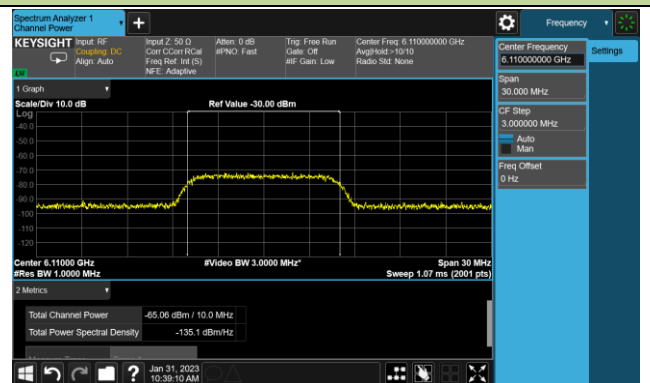 Spectrum Analyzer 1
Channel Power
Frequency
KEYSIGHT
Input: RF
Coupling: DC
Align: Auto
Input Z: 50 Ω
Corr CCorr RCal
Freq Ref: Int (S)
NFE: Adaptive
Atten: 0 dB
#PNO: Fast
Trig: Free Run
Gate: Off
#IF Gain: Low
Center Freq: 6.110000000 GHz
Avg|Hold:>10/10
Radio Std: None
Center Frequency
6.110000000 GHz
Settings
Span
30.000 MHz
CF Step
3.000000 MHz
Auto
Man
Freq Offset
0 Hz
1 Graph
Scale/Div 10.0 dB
Ref Value -30.00 dBm
Log
-40.0
-50.0
-60.0
-70.0
-80.0
-90.0
-100
-110
-120
Center 6.11000 GHz
#Video BW 3.0000 MHz*
Span 30 MHz
#Res BW 1.0000 MHz
Sweep 1.07 ms (2001 pts)
2 Metrics
Total Channel Power
-65.06 dBm / 10.0 MHz
Total Power Spectral Density
-135.1 dBm/Hz
?
Jan 31, 2023
10:39:10 AM